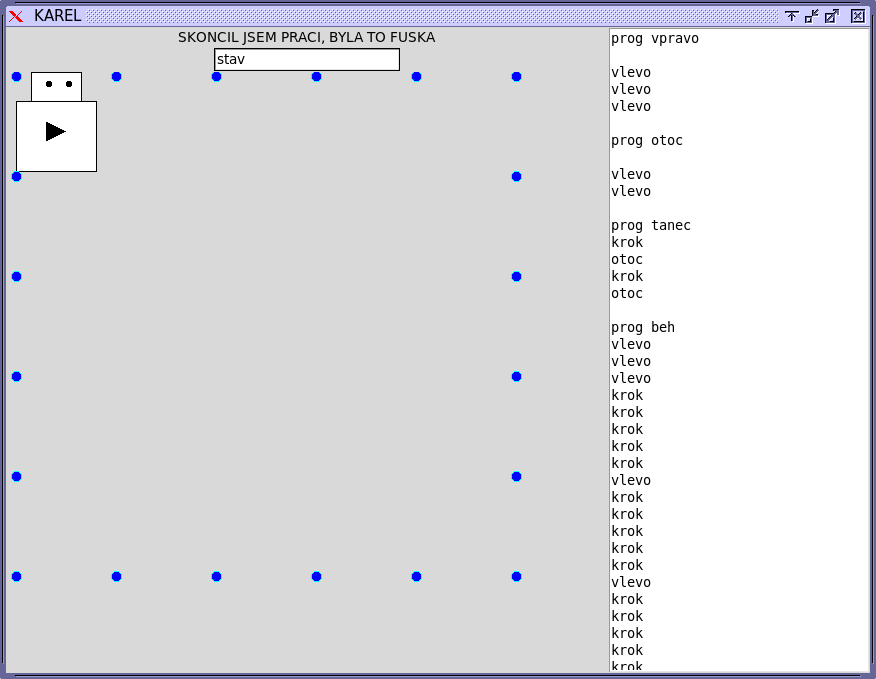 KAREL
SKONCIL JSEM PRACI, BYLA TO FUSKA
stav
prog vpravo
vlevo
vlevo
vlevo
prog otoc
vlevo
vlevo
prog tanec
krok
otoc
krok
otoc
prog beh
vlevo
vlevo
vlevo
krok
krok
krok
krok
krok
vlevo
krok
krok
krok
krok
krok
vlevo
krok
krok
krok
krok
krok